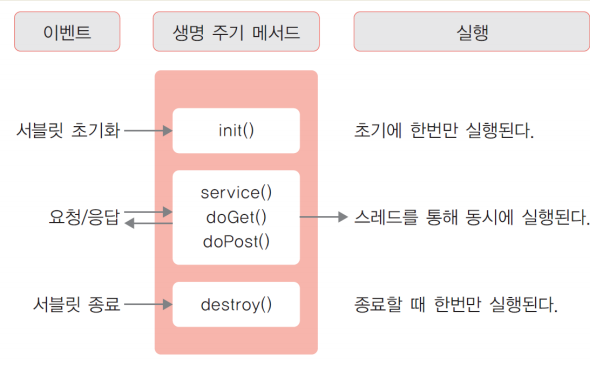 이벤트 생명 주기 메서드 실행
서블릿 초기화 init() 초기에 한번만 실행된다.
service()
요청/응답 doGet() 스레드를 통해 동시에 실행된다.
doPost()
서블릿 종료 destroy() 종료할 때 한번만 실행된다.